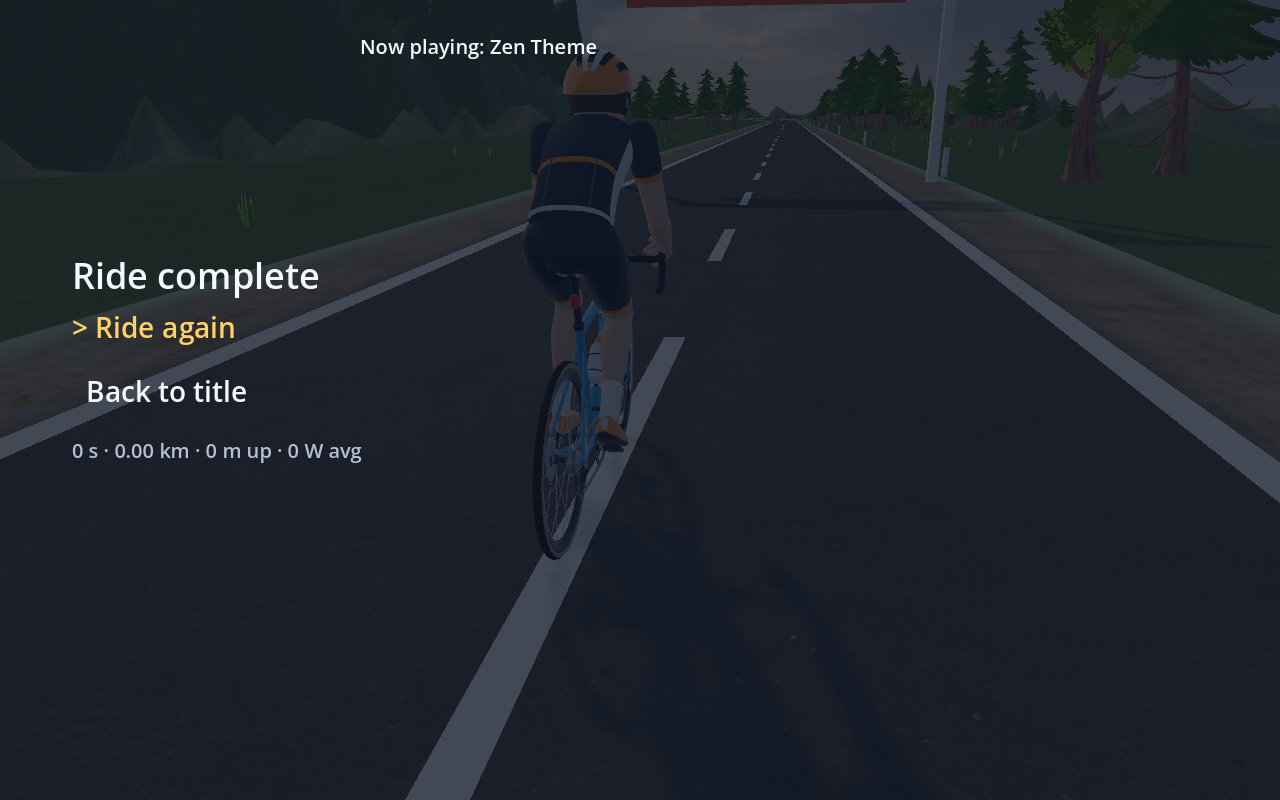 Now playing: Zen Theme
Ride complete
> Ride again
Back to title
0 s · 0.00 km · 0 m up · 0 W avg